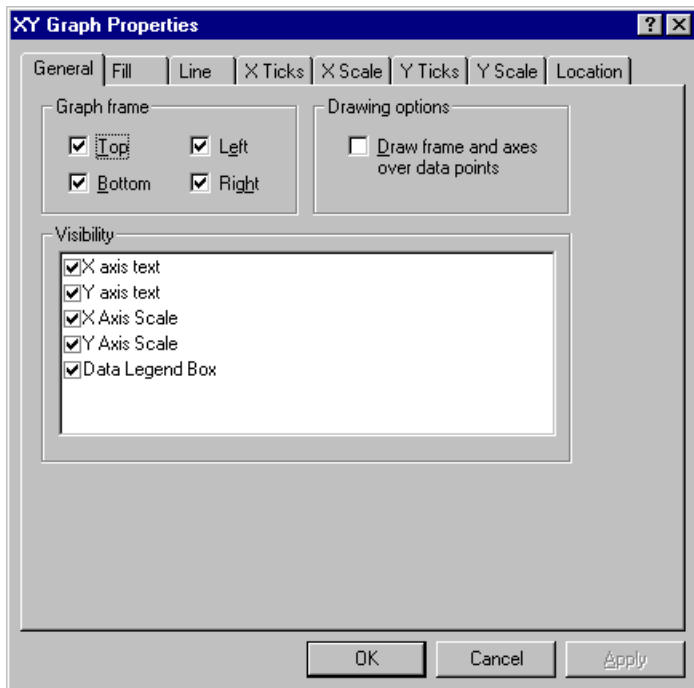 XY Graph Properties
General Fill Line X Ticks X Scale Y Ticks Y Scale Location
Graph frame
Top Left
Bottom Right
Drawing options
Draw frame and axes
over data points
Visibility
X axis text
Y axis text
X Axis Scale
Y Axis Scale
Data Legend Box
OK Cancel Apply